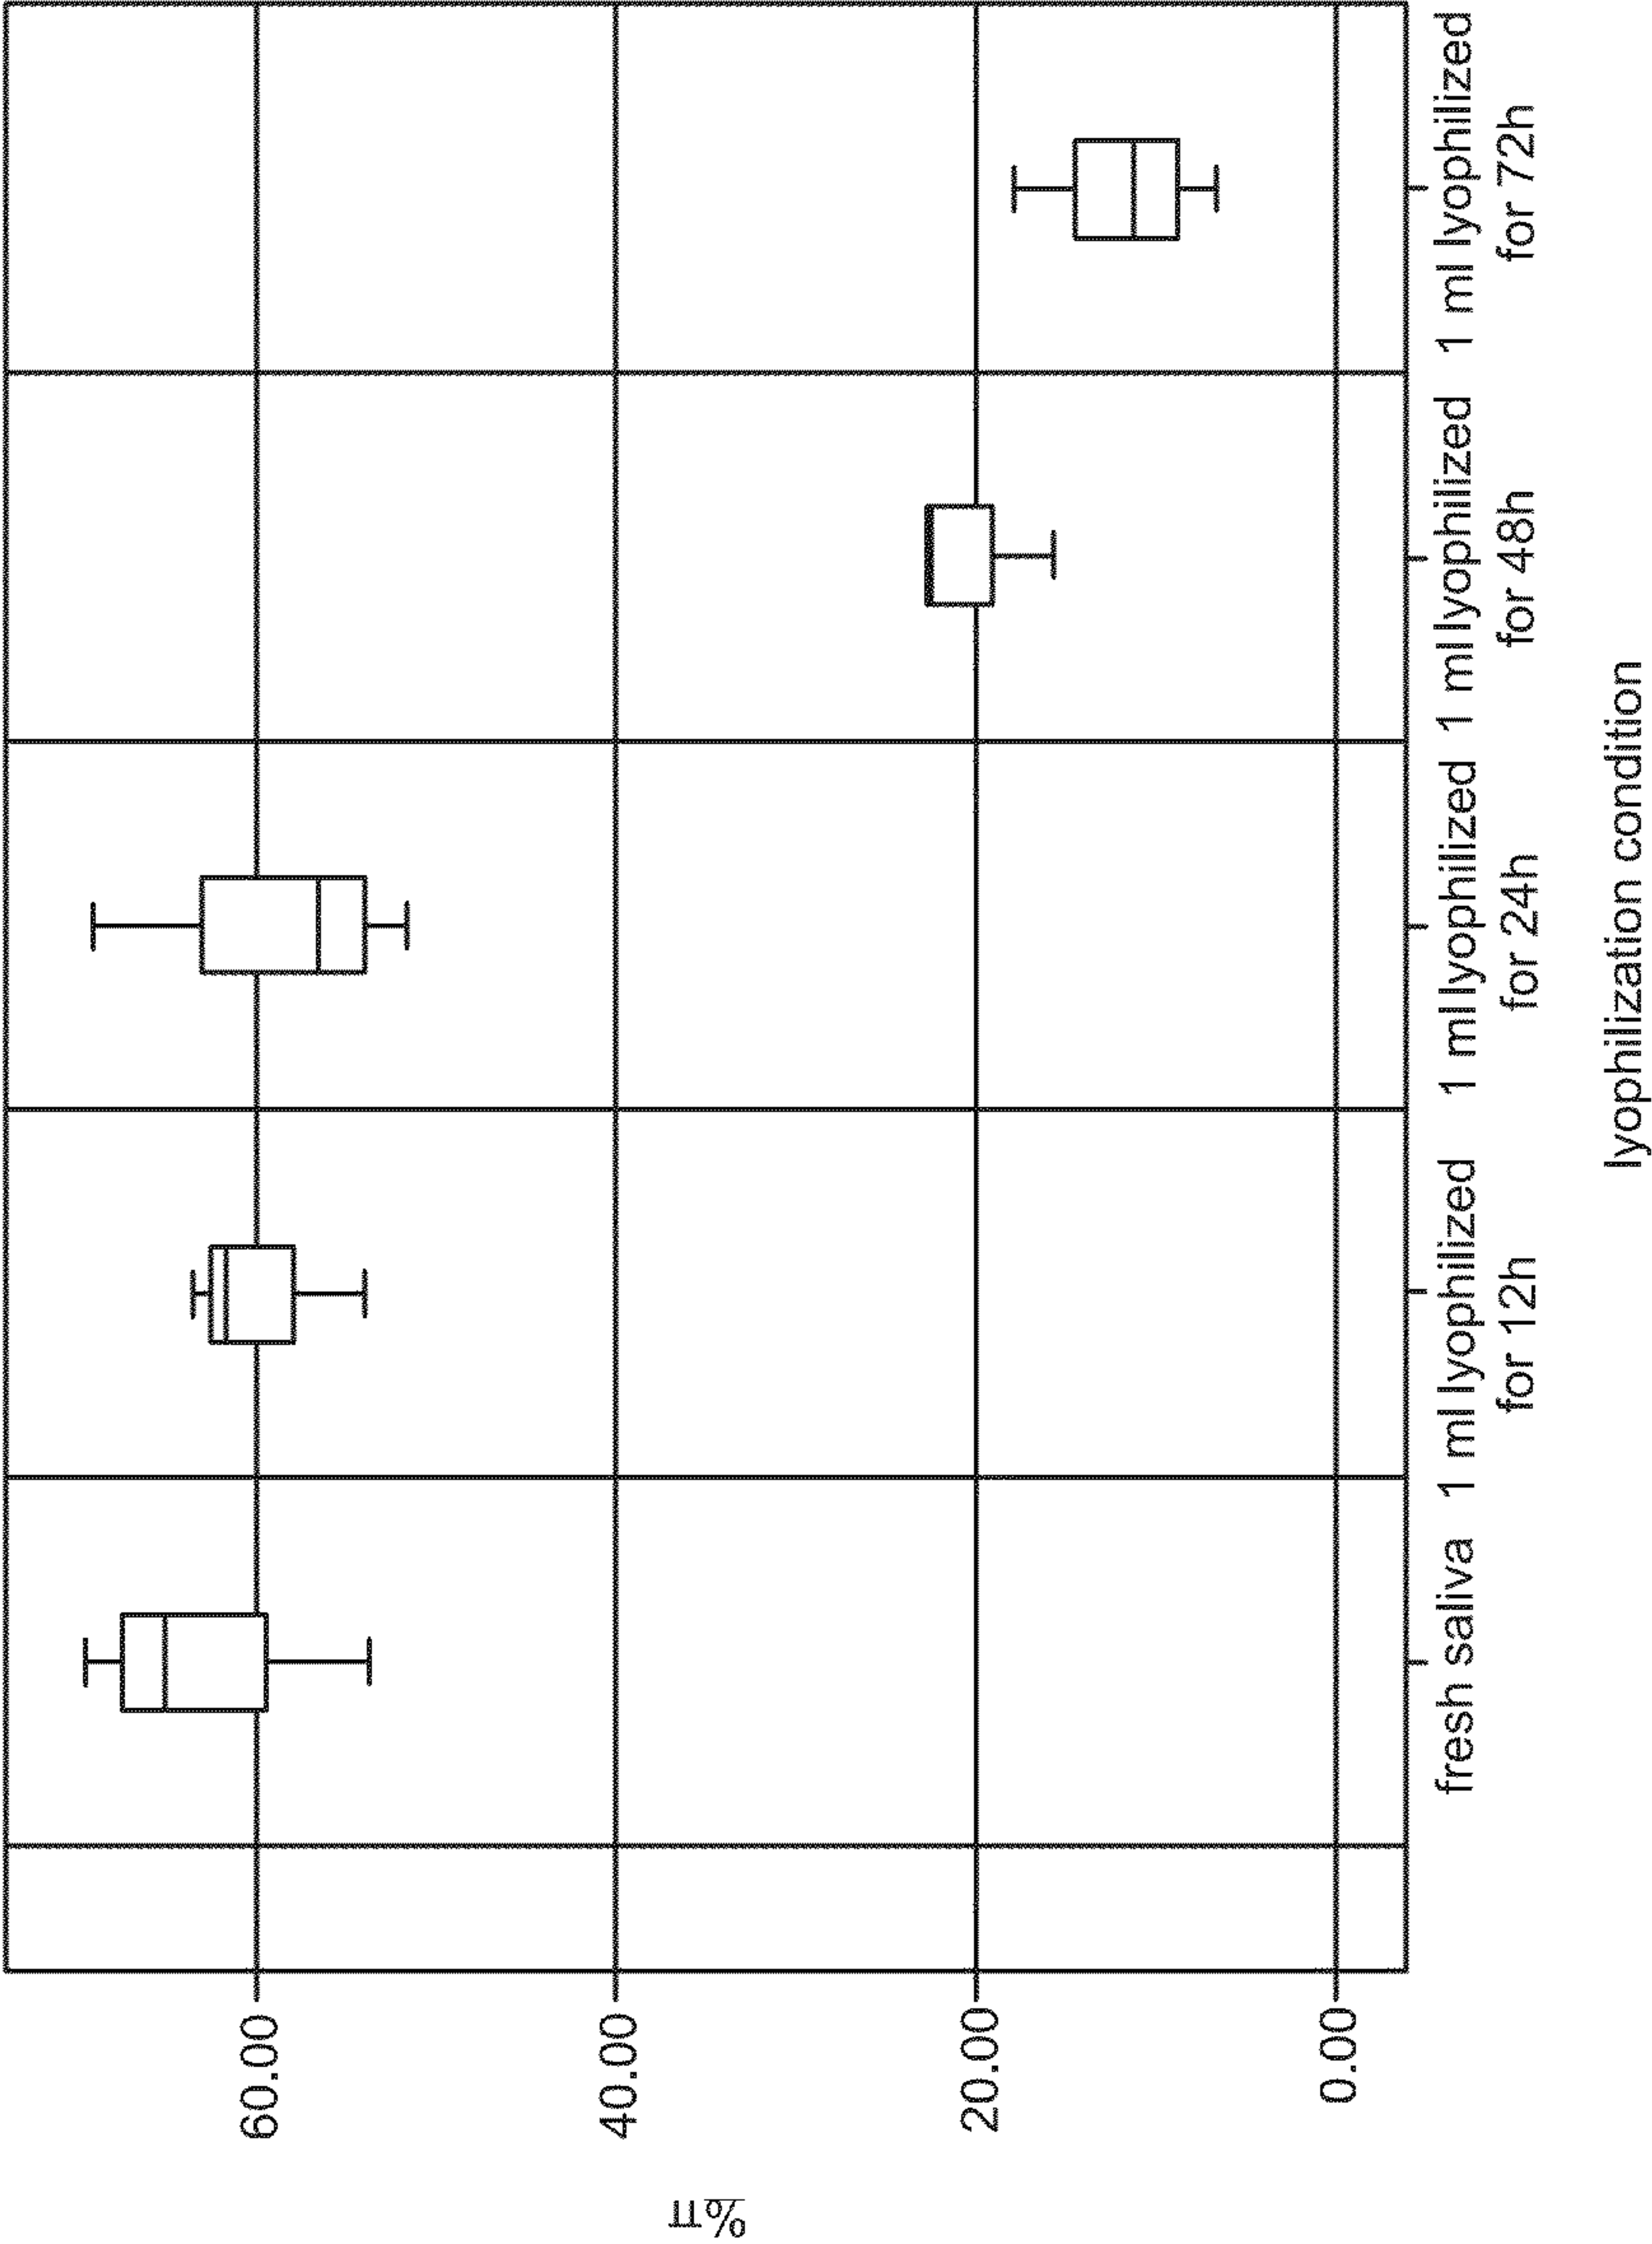 %π
60.00
40.00
20.00
0.00
fresh saliva
1 ml lyophilized
for 12h
1 ml lyophilized
for 24h
1 ml lyophilized
for 48h
1 ml lyophilized
for 72h
lyophilization condition